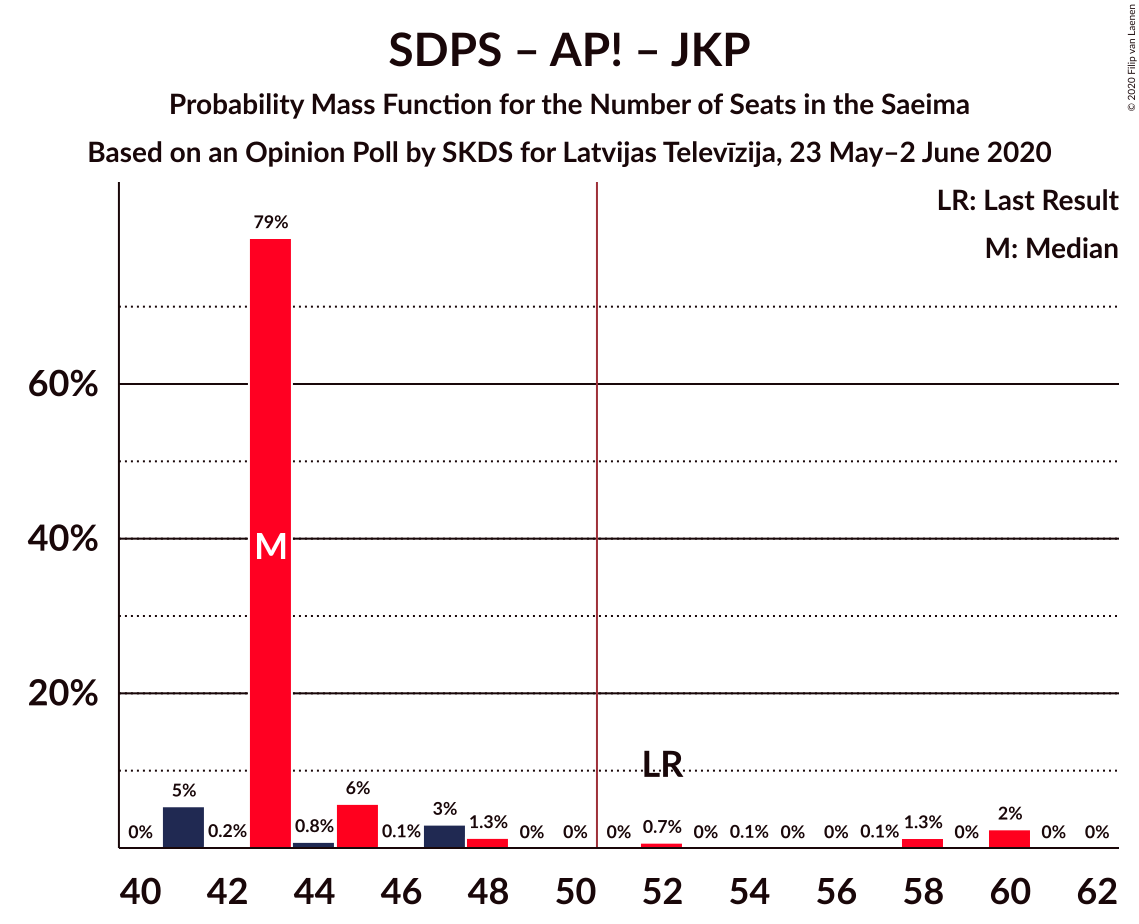 SDPS – AP! – JKP
Probability Mass Function for the Number of Seats in the Saeima
Based on an Opinion Poll by SKDS for Latvijas Televīzija, 23 May–2 June 2020
© 2020 Filip van Laenen
LR: Last Result
M: Median
60%
40%
20%
0% 5% 0.2% 79% 0.8% 6% 0.1% 3% 1.3% 0% 0% 0% 0.7% 0% 0.1% 0% 0% 0.1% 1.3% 0% 2% 0% 0%
M
LR
40 42 44 46 48 50 52 54 56 58 60 62